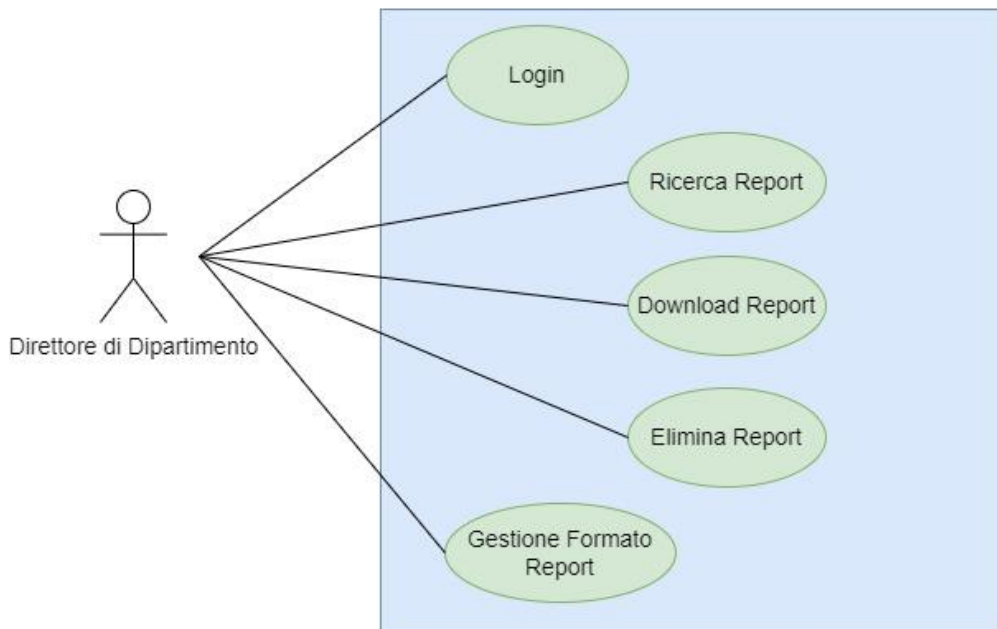 Login
Ricerca Report
Direttore di Dipartimento
Download Report
Elimina Report
Gestione Formato
Report